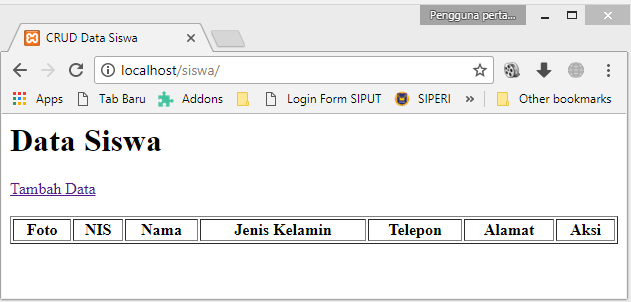 Pengguna perta...
CRUD Data Siswa
localhost/siswa/
Apps Tab Baru Addons Login Form SIPUT SIPERI » Other bookmarks
Data Siswa
Tambah Data
Foto NIS Nama Jenis Kelamin Telepon Alamat Aksi